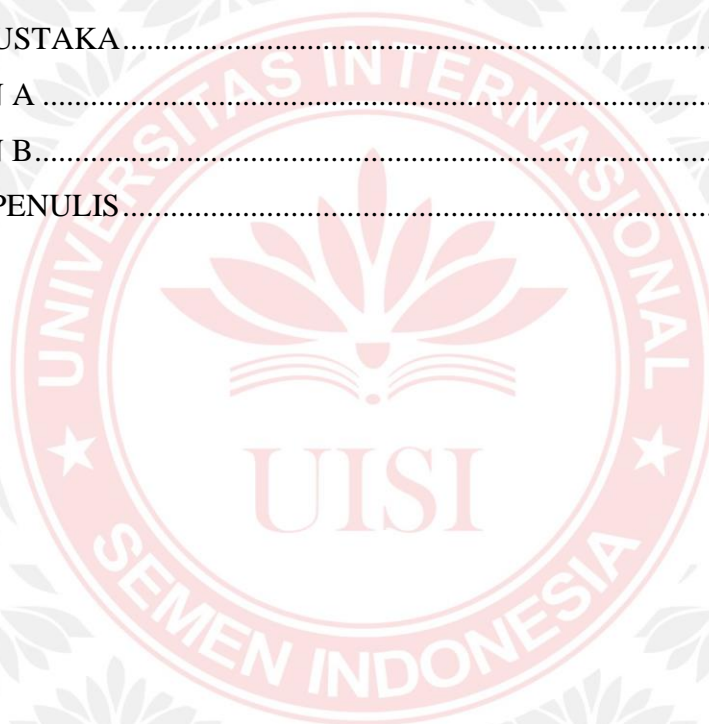 USTAKA........................................................................
N A ................................................................................
N B.................................................................................
PENULIS........................................................................
UNIVERSITAS INTERNASIONAL
UISI
SEMEN INDONESIA